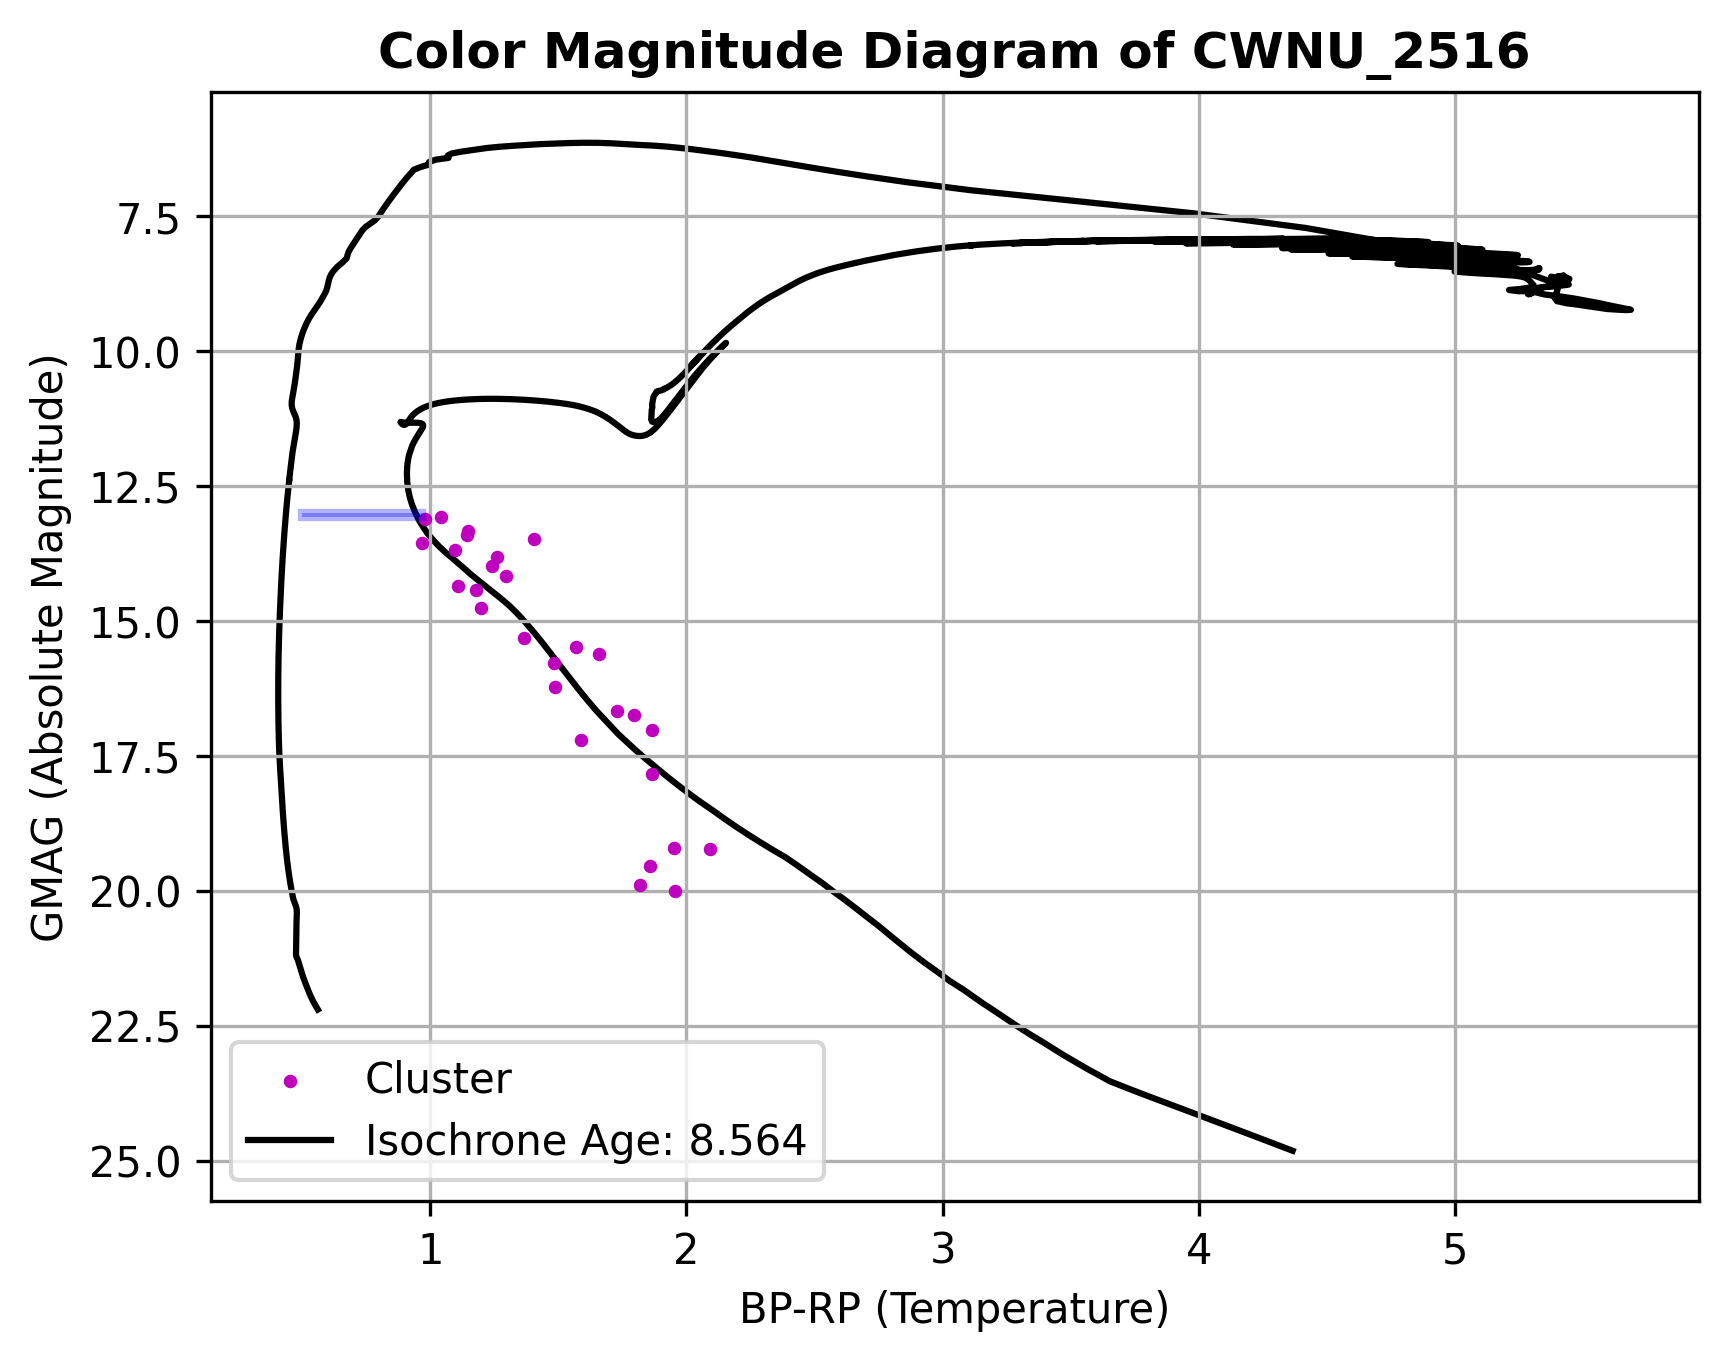 Color Magnitude Diagram of CWNU_2516
GMAG (Absolute Magnitude)
7.5
10.0
12.5
15.0
17.5
20.0
22.5
25.0
Cluster
Isochrone Age: 8.564
1 2 3 4 5
BP-RP (Temperature)